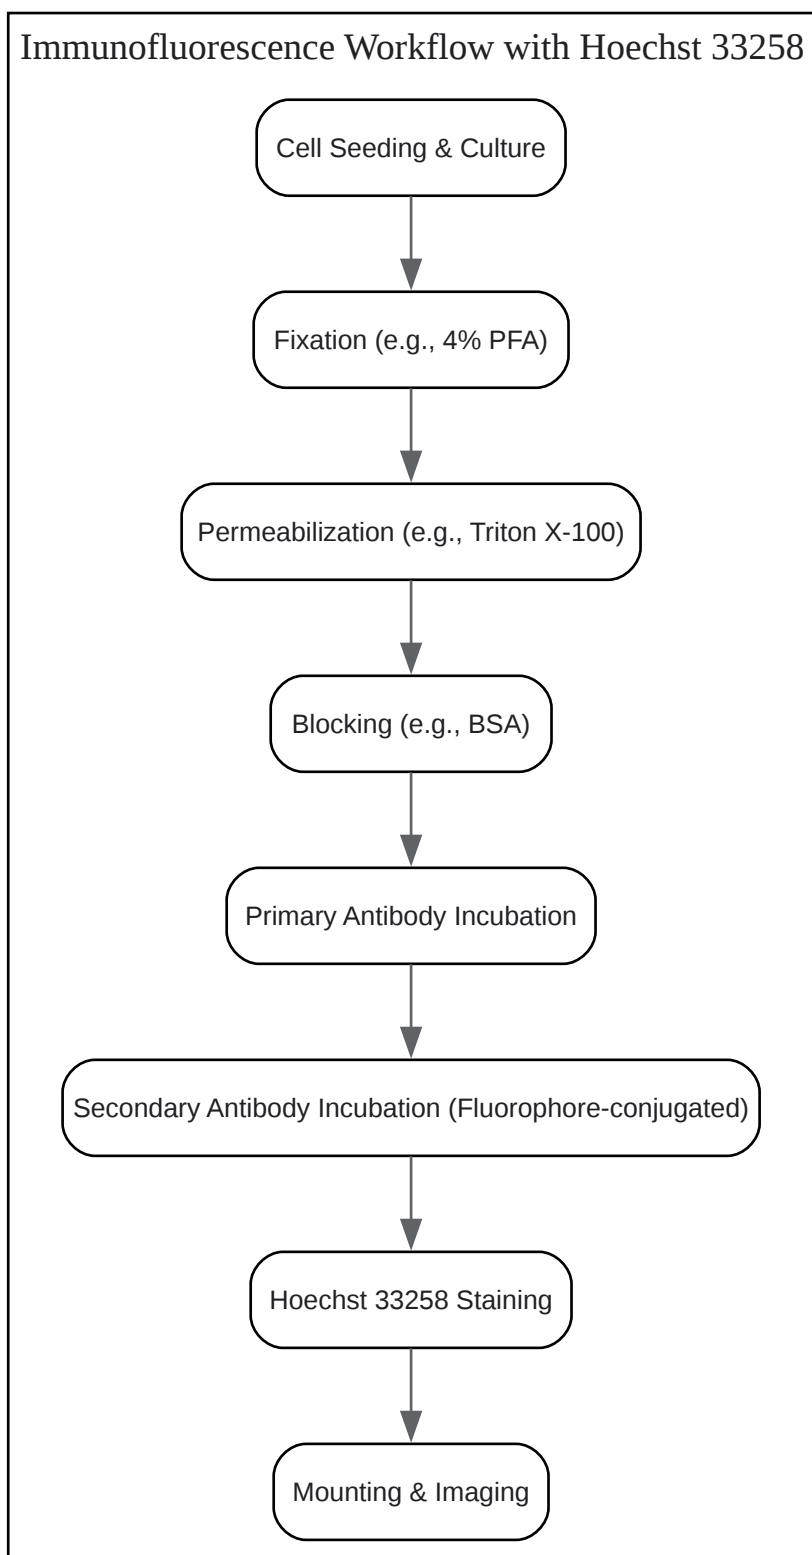 Immunofluorescence Workflow with Hoechst 33258
Cell Seeding & Culture
Fixation (e.g., 4% PFA)
Permeabilization (e.g., Triton X-100)
Blocking (e.g., BSA)
Primary Antibody Incubation
Secondary Antibody Incubation (Fluorophore-conjugated)
Hoechst 33258 Staining
Mounting & Imaging